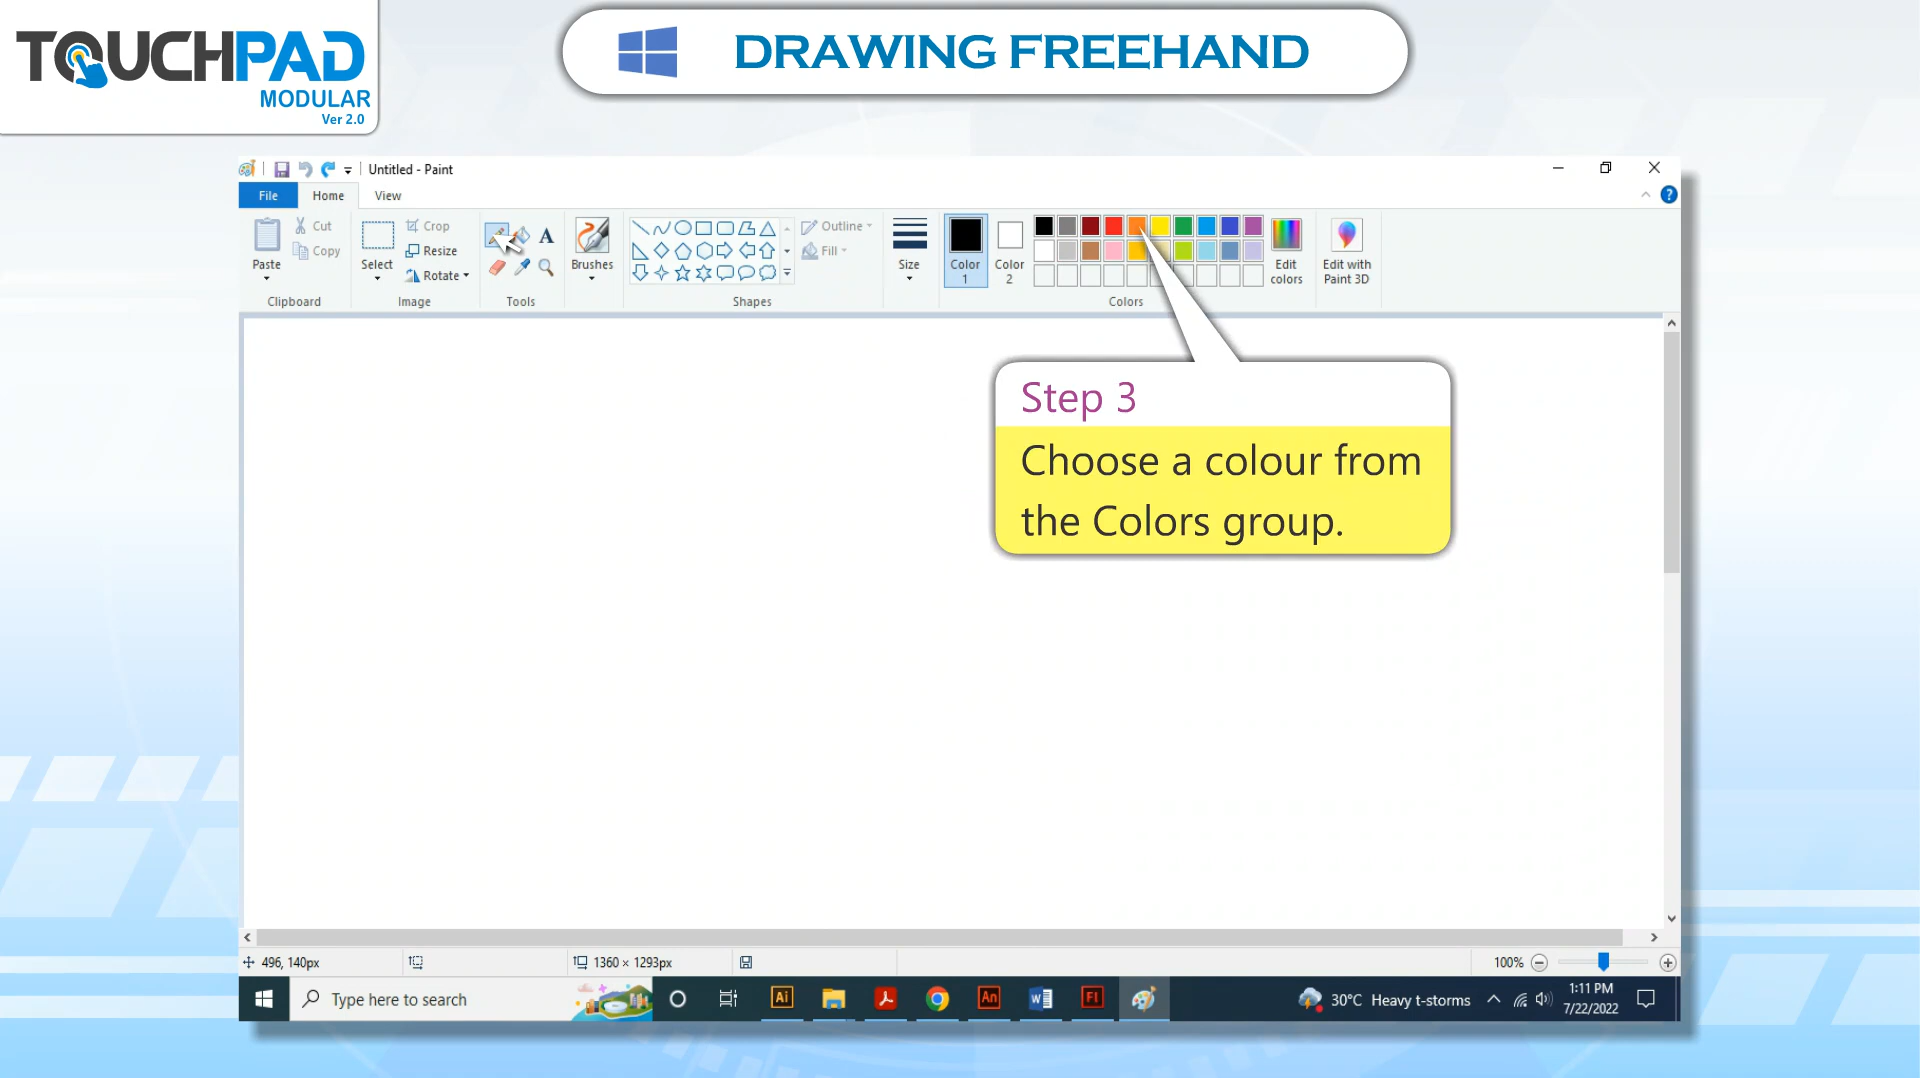 TOUCHPAD
MODULAR
Ver 2.0
DRAWING FREEHAND
Untitled - Paint
File
Home
View
Paste
Cut
Copy
Clipboard
Select
Crop
Resize
Rotate
Image
A
Tools
Brushes
Outline
Fill
Shapes
Size
Color
1
Color
2
Colors
Edit
colors
Edit with
Paint 3D
?
Step 3
Choose a colour from
the Colors group.
496, 140px
1360 × 1293px
100%
Type here to search
Ai
An
W
Fl
30°C Heavy t-storms
1:11 PM
7/22/2022